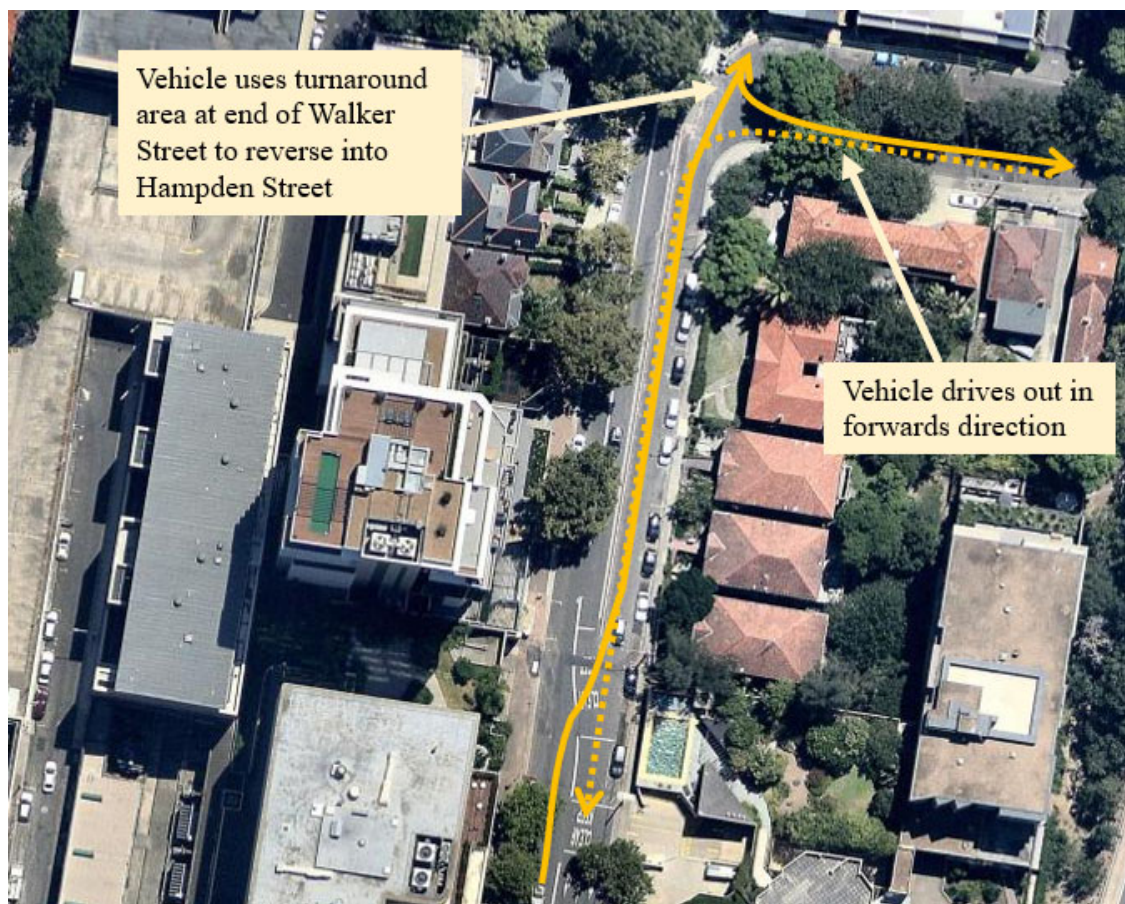 Vehicle uses turnaround
area at end of Walker
Street to reverse into
Hampden Street
Vehicle drives out in
forwards direction